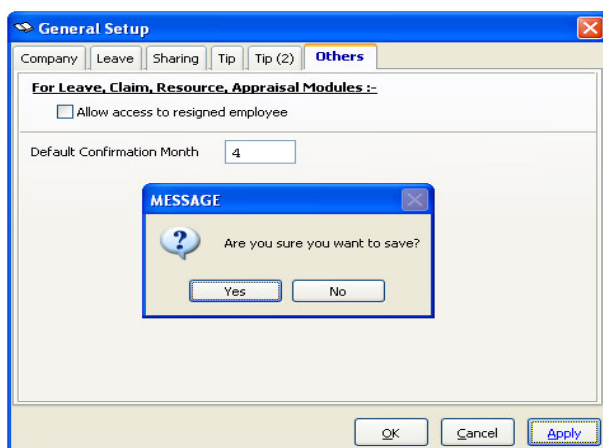 General Setup
Company Leave Sharing Tip Tip (2) Others
For Leave, Claim, Resource, Appraisal Modules :-
Allow access to resigned employee
Default Confirmation Month 4
MESSAGE
Are you sure you want to save?
Yes No
OK Cancel Apply